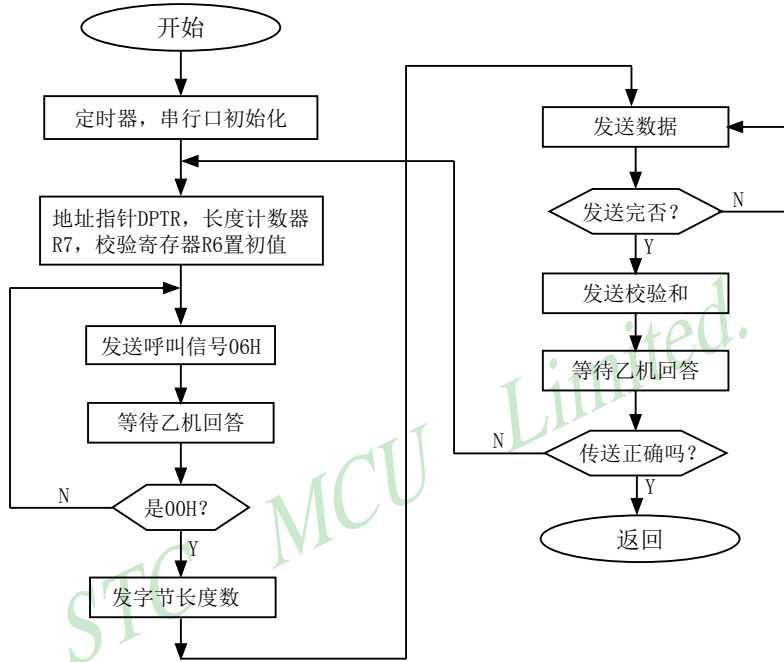 开始
定时器，串行口初始化
地址指针DPTR，长度计数器
R7，校验寄存器R6置初值
发送呼叫信号06H
等待乙机回答
是00H？
N
Y
发字节长度数
发送数据
发送完否？
N
Y
发送校验和
等待乙机回答
传送正确吗？
N
Y
返回
STC MCU Limited.